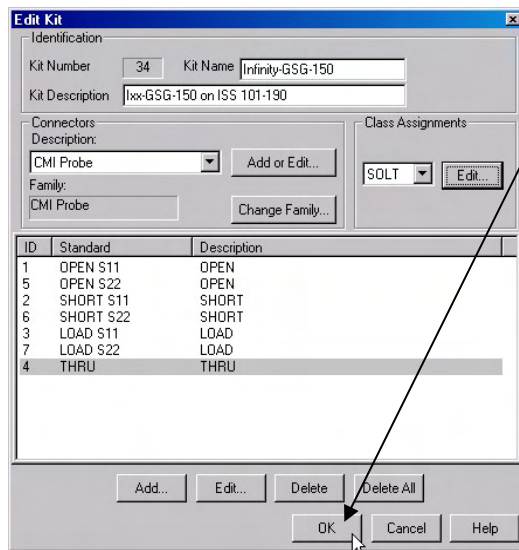 Edit Kit
Identification
Kit Number 34 Kit Name Infinity-GSG-150
Kit Description Ixx-GSG-150 on ISS 101-190
Connectors
Description:
CMI Probe Add or Edit...
Family:
CMI Probe Change Family...
Class Assignments
SOLT Edit...
ID Standard Description
1 OPEN S11 OPEN
5 OPEN S22 OPEN
2 SHORT S11 SHORT
6 SHORT S22 SHORT
3 LOAD S11 LOAD
7 LOAD S22 LOAD
4 THRU THRU
Add... Edit... Delete Delete All
OK Cancel Help